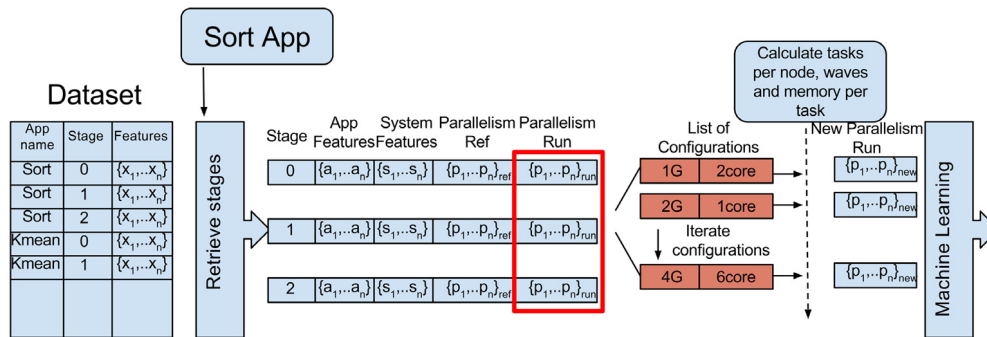 Sort App
Calculate tasks
per node, waves
and memory per
task
Dataset
App name Stage Features
Sort 0 {x1,..xn}
Sort 1 {x1,..xn}
Sort 2 {x1,..xn}
Kmean 0 {x1,..xn}
Kmean 1 {x1,..xn}
Retrieve stages
Stage App Features System Features Parallelism Ref Parallelism Run
0 {a1,..an} {s1,..sn} {p1,..pn}ref {p1,..pn}run
1 {a1,..an} {s1,..sn} {p1,..pn}ref {p1,..pn}run
2 {a1,..an} {s1,..sn} {p1,..pn}ref {p1,..pn}run
List of
Configurations
1G 2core
2G 1core
Iterate
configurations
4G 6core
New Parallelism
Run
{p1,..pn}new
{p1,..pn}new
{p1,..pn}new
Machine Learning